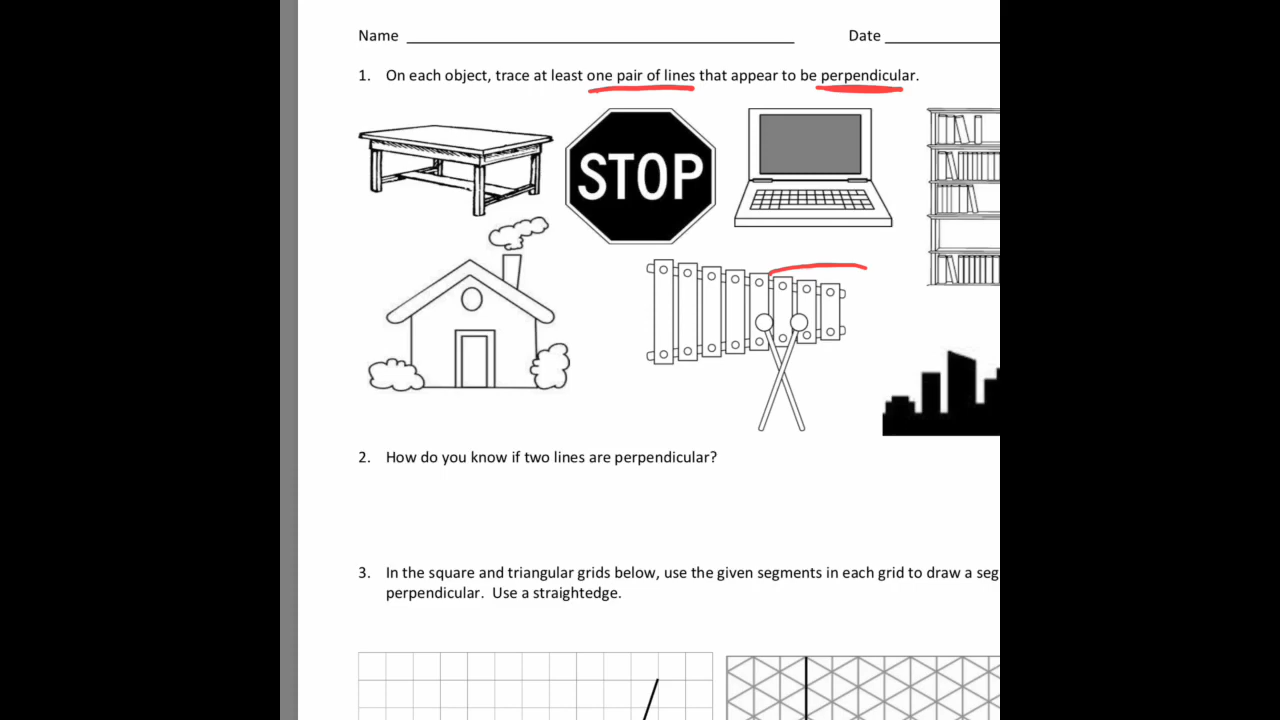 Name ________ Date ________
1. On each object, trace at least one pair of lines that appear to be perpendicular.
STOP
2. How do you know if two lines are perpendicular?
3. In the square and triangular grids below, use the given segments in each grid to draw a seg
perpendicular. Use a straightedge.